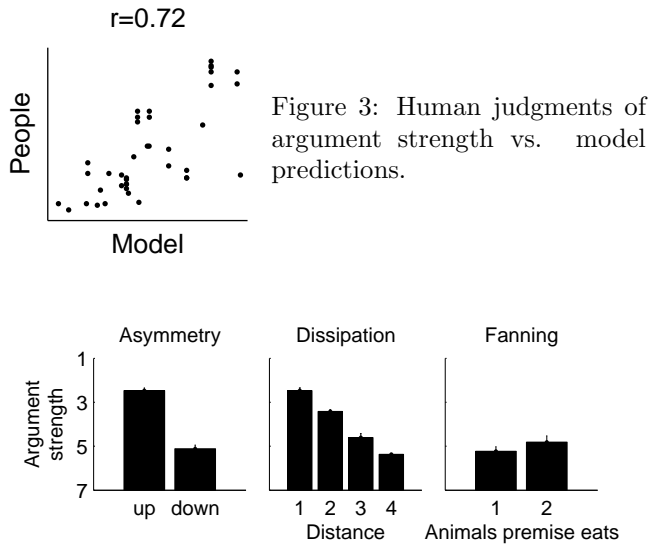 r=0.72
People
Model
Figure 3: Human judgments of
argument strength vs. model
predictions.
Asymmetry
Dissipation
Fanning
Argument
strength
1
3
5
7
up down
1 2 3 4
1 2
Distance
Animals premise eats